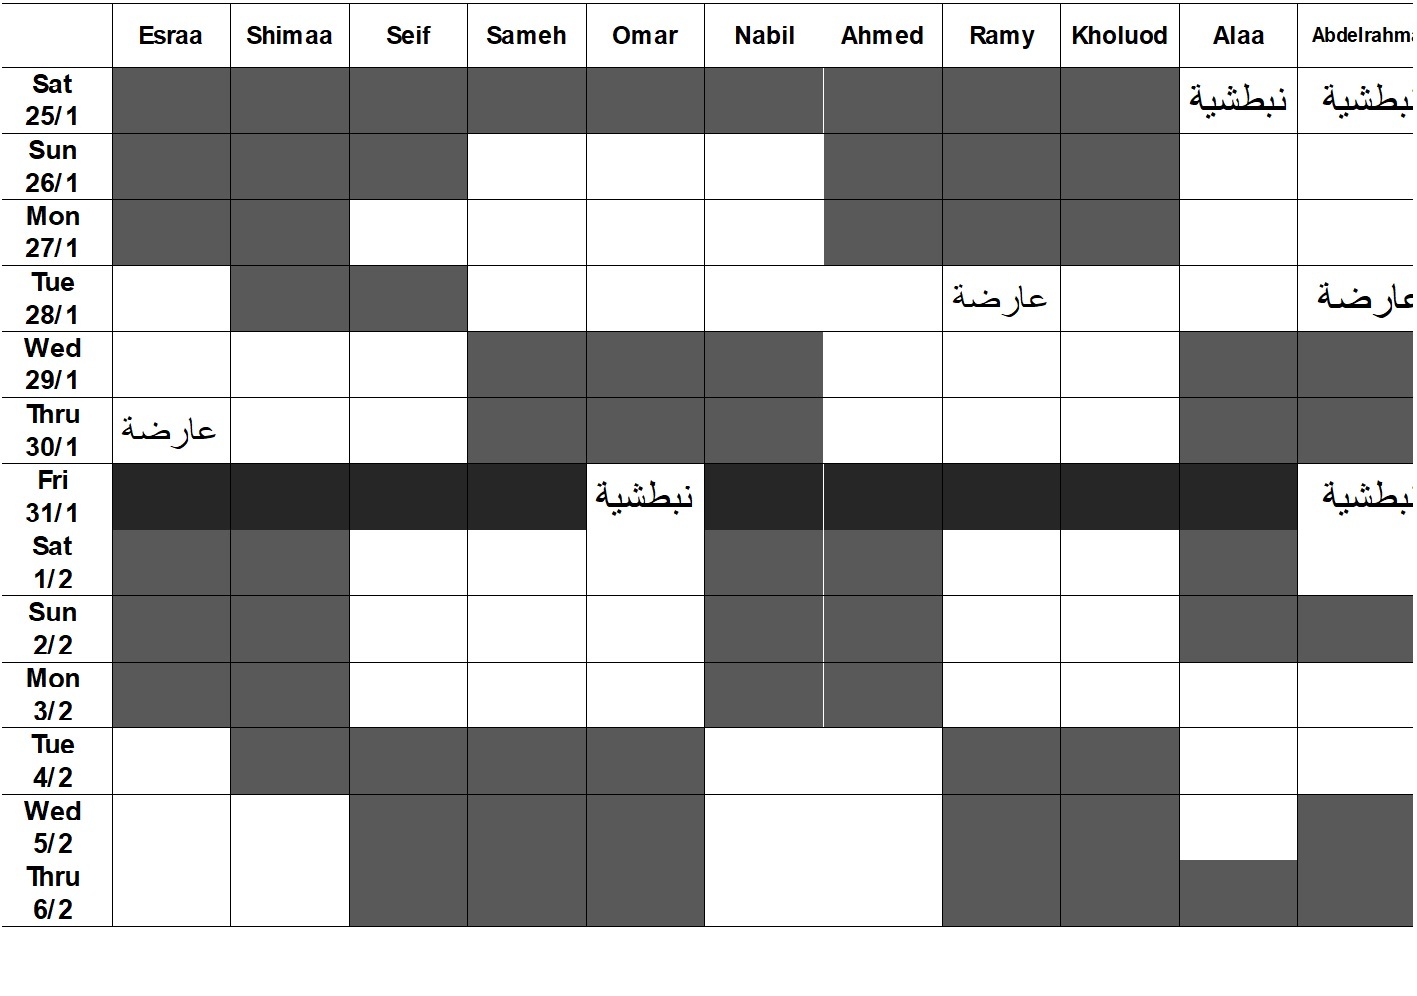 Esraa Shimaa Seif Sameh Omar Nabil Ahmed Ramy Kholuod Alaa Abdelrahma
Sat
25/1 نبطشية نبطشية
Sun
26/1
Mon
27/1
Tue
28/1 عارضة عارضة
Wed
29/1
Thru
30/1 عارضة
Fri
31/1 نبطشية نبطشية
Sat
1/2
Sun
2/2
Mon
3/2
Tue
4/2
Wed
5/2
Thru
6/2